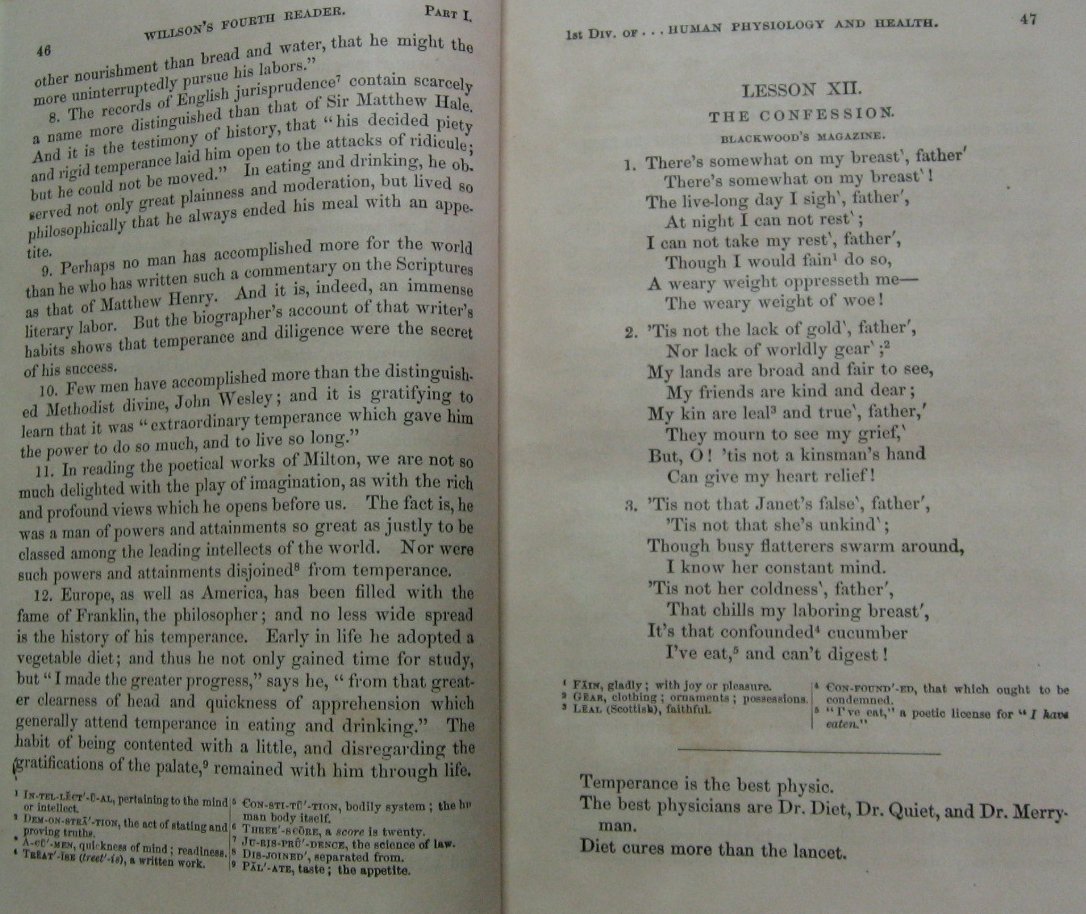 46
WILLSON'S FOURTH READER.
PART I.
other nourishment than bread and water, that he might the
more uninterruptedly pursue his labors."
8. The records of English jurisprudence⁷ contain scarcely
a name more distinguished than that of Sir Matthew Hale.
And it is the testimony of history, that "his decided piety
and rigid temperance laid him open to the attacks of ridicule;
but he could not be moved." In eating and drinking, he ob-
served not only great plainness and moderation, but lived so
philosophically that he always ended his meal with an appe-
tite.
9. Perhaps no man has accomplished more for the world
than he who has written such a commentary on the Scriptures
as that of Matthew Henry. And it is, indeed, an immense
literary labor. But the biographer's account of that writer's
habits shows that temperance and diligence were the secret
of his success.
10. Few men have accomplished more than the distinguish-
ed Methodist divine, John Wesley; and it is gratifying to
learn that it was "extraordinary temperance which gave him
the power to do so much, and to live so long."
11. In reading the poetical works of Milton, we are not so
much delighted with the play of imagination, as with the rich
and profound views which he opens before us. The fact is, he
was a man of powers and attainments so great as justly to be
classed among the leading intellects of the world. Nor were
such powers and attainments disjoined⁸ from temperance.
12. Europe, as well as America, has been filled with the
fame of Franklin, the philosopher; and no less wide spread
is the history of his temperance. Early in life he adopted a
vegetable diet; and thus he not only gained time for study,
but "I made the greater progress," says he, "from that great-
er clearness of head and quickness of apprehension which
generally attend temperance in eating and drinking." The
habit of being contented with a little, and disregarding the
gratifications of the palate,⁹ remained with him through life.
¹ IN-TEL-LĔCT'-Ū-AL, pertaining to the mind
or intellect.
² DEM-ON-STRĀ'-TION, the act of stating and
proving truths.
³ A-CŪ'-MEN, quickness of mind; readiness.
⁴ TRĒAT'-ISE (treet'-is), a written work.
⁵ CON-STI-TŪ'-TION, bodily system; the hu
man body itself.
⁶ THREE'-SCŌRE, a score is twenty.
⁷ JU-RIS-PRŪ'-DENCE, the science of law.
⁸ DIS-JOINED', separated from.
⁹ PĂL'-ATE, taste; the appetite.
1st DIV. OF . . . HUMAN PHYSIOLOGY AND HEALTH.
47
LESSON XII.
THE CONFESSION.
BLACKWOOD'S MAGAZINE.
1. There's somewhat on my breast‵, father′
There's somewhat on my breast‵!
The live-long day I sigh‵, father′,
At night I can not rest‵;
I can not take my rest‵, father′,
Though I would fain¹ do so,
A weary weight oppresseth me—
The weary weight of woe!
2. 'Tis not the lack of gold‵, father′,
Nor lack of worldly gear‵;²
My lands are broad and fair to see,
My friends are kind and dear;
My kin are leal³ and true‵, father,′
They mourn to see my grief,‵
But, O! 'tis not a kinsman's hand
Can give my heart relief!
3. 'Tis not that Janet's false‵, father′,
'Tis not that she's unkind‵;
Though busy flatterers swarm around,
I know her constant mind.
'Tis not her coldness‵, father′,
That chills my laboring breast′,
It's that confounded⁴ cucumber
I've eat,⁵ and can't digest!
¹ FĀIN, gladly; with joy or pleasure.
² GEAR, clothing; ornaments; possessions.
³ LĒAL (Scottish), faithful.
⁴ CON-FOUND'-ED, that which ought to be
condemned.
⁵ "I've eat," a poetic license for "I have
eaten."
Temperance is the best physic.
The best physicians are Dr. Diet, Dr. Quiet, and Dr. Merry-
man.
Diet cures more than the lancet.